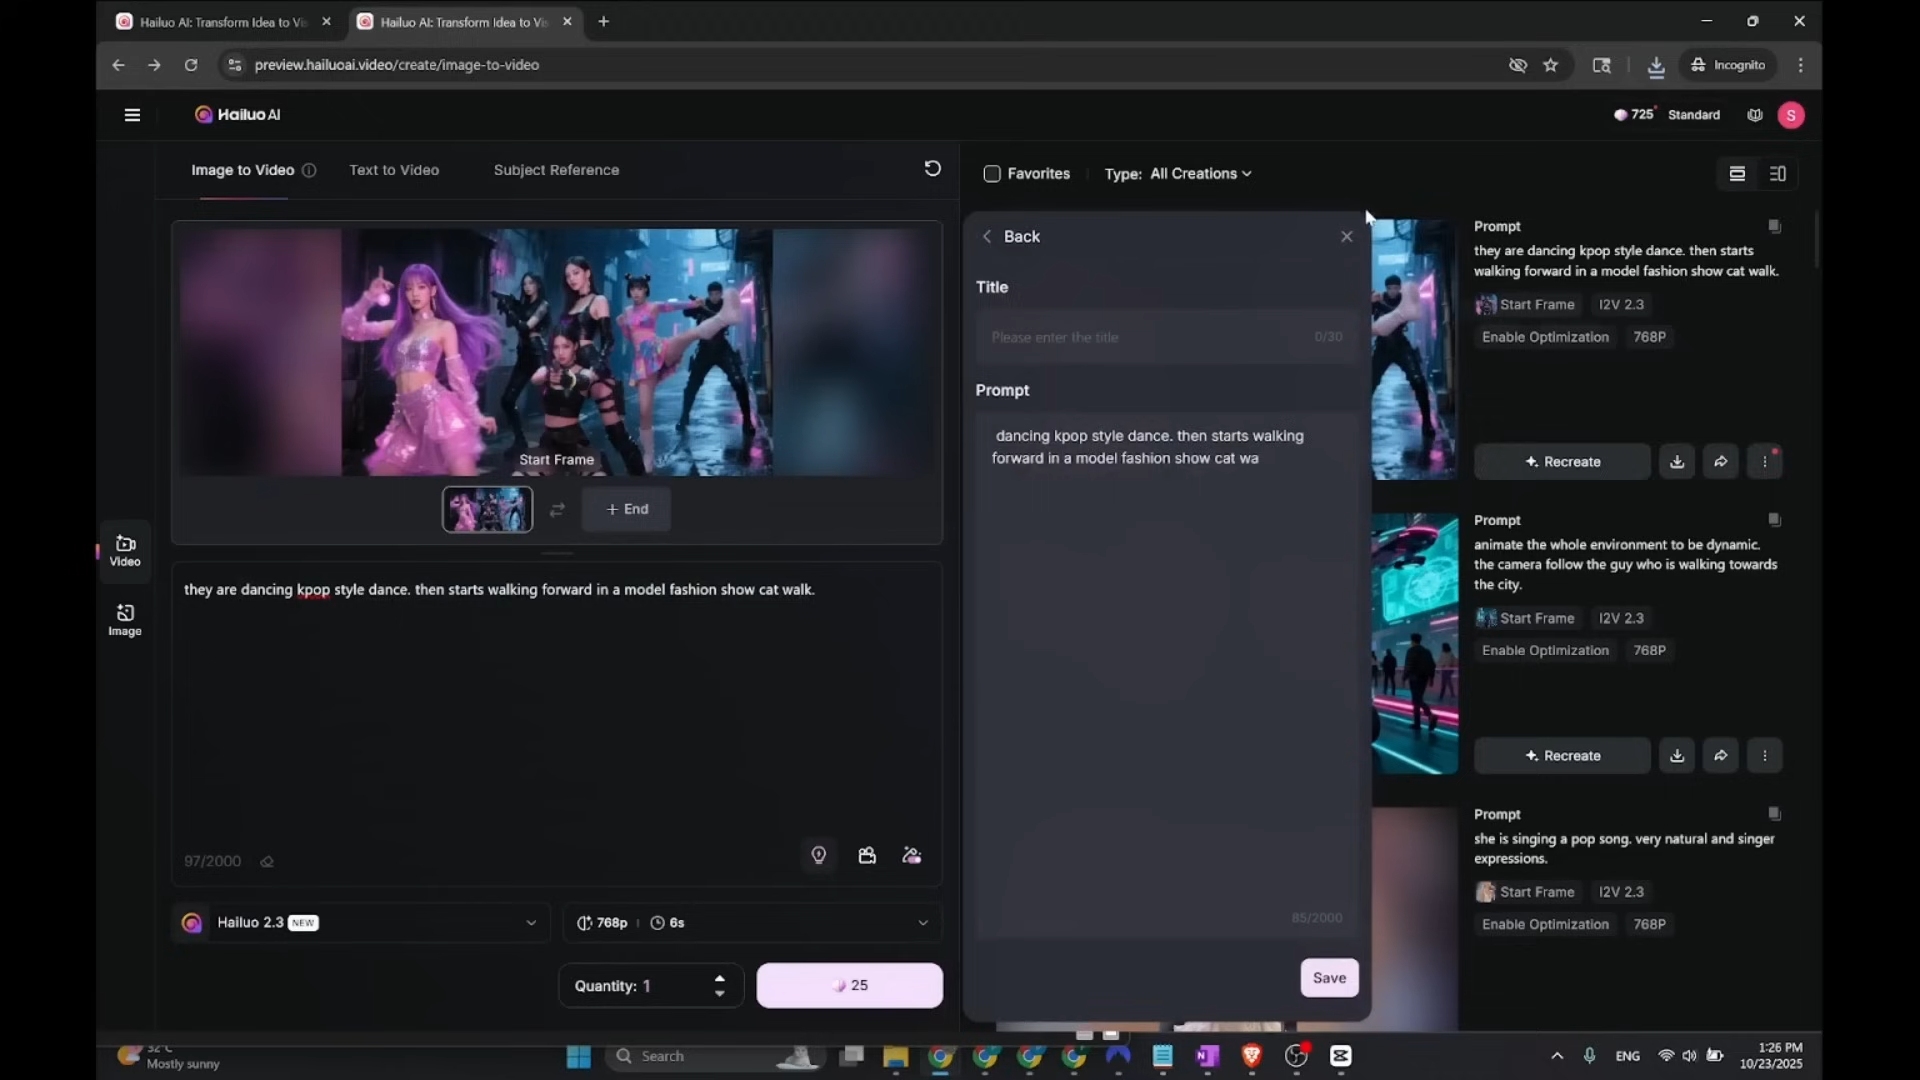 Hailuo AI: Transform Idea to Vis
Hailuo AI: Transform Idea to Vis
preview.hailuoai.video/create/image-to-video
Incognito
Hailuo AI
725
Standard
S
Image to Video
Text to Video
Subject Reference
Favorites
Type: All Creations
Start Frame
+ End
Video
Image
they are dancing kpop style dance. then starts walking forward in a model fashion show cat walk.
97/2000
Hailuo 2.3 NEW
768p
6s
Quantity: 1
25
Back
Title
Please enter the title
0/30
Prompt
dancing kpop style dance. then starts walking
forward in a model fashion show cat wa
85/2000
Save
Prompt
they are dancing kpop style dance. then starts
walking forward in a model fashion show cat walk.
Start Frame
I2V 2.3
Enable Optimization
768P
Recreate
Prompt
animate the whole environment to be dynamic.
the camera follow the guy who is walking towards
the city.
Start Frame
I2V 2.3
Enable Optimization
768P
Recreate
Prompt
she is singing a pop song. very natural and singer
expressions.
Start Frame
I2V 2.3
Enable Optimization
768P
32°C
Mostly sunny
Search
ENG
1:26 PM
10/23/2025